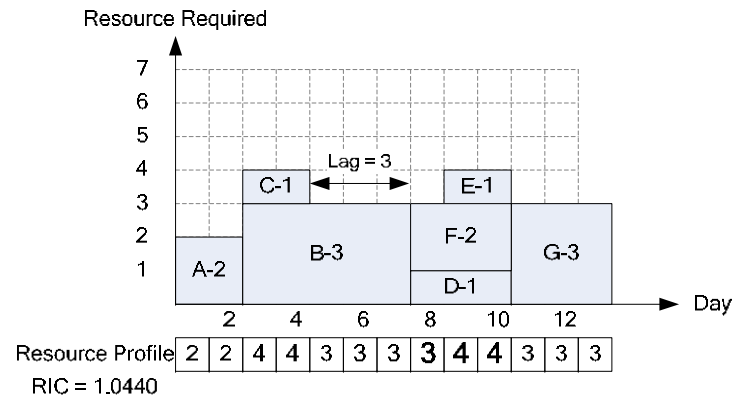 Resource Required
7
6
5
4
3
2
1
Lag = 3
C-1
E-1
A-2
B-3
F-2
D-1
G-3
2 4 6 8 10 12
Day
Resource Profile 2 2 4 4 3 3 3 3 4 4 3 3 3
RIC = 1.0440